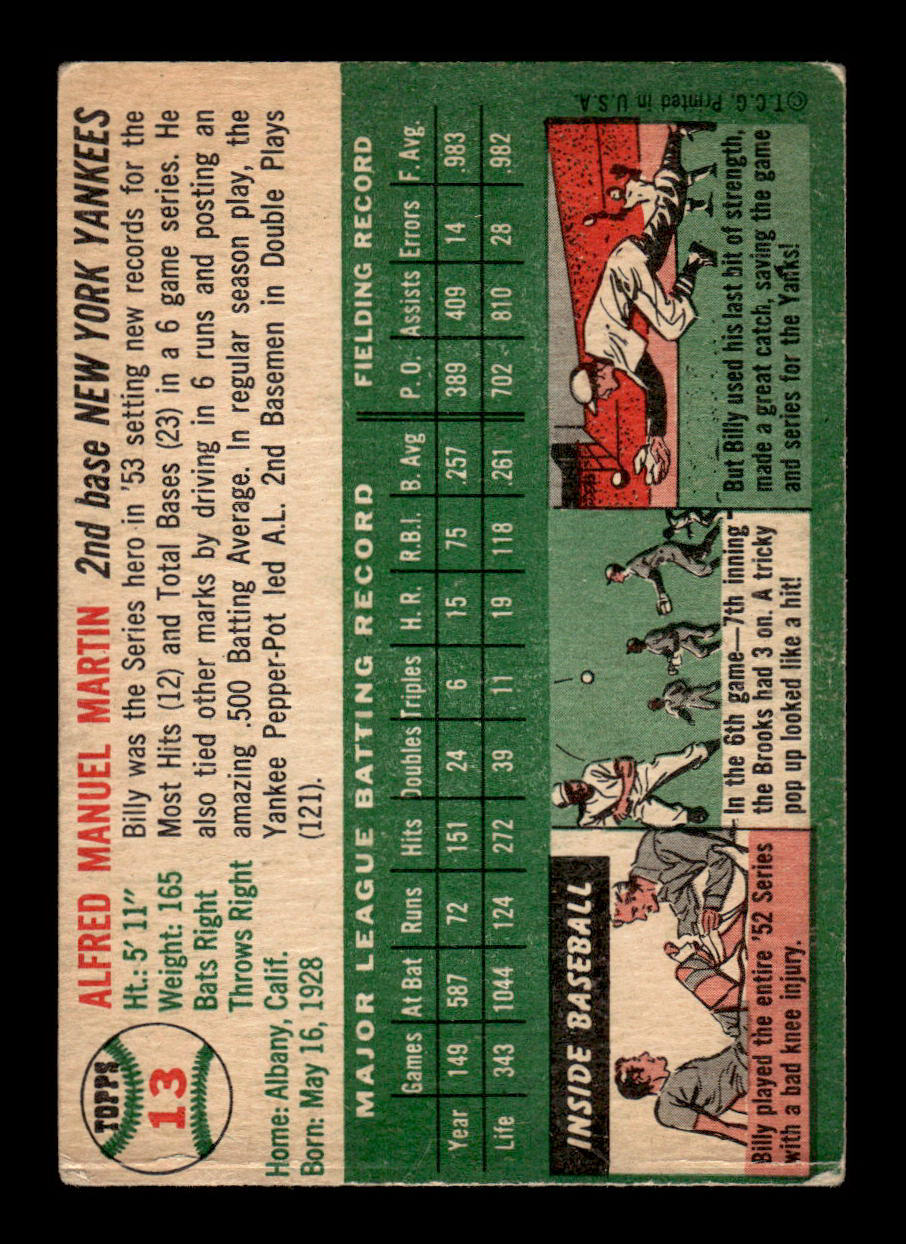 TOPPS
13
ALFRED MANUEL MARTIN 2nd base NEW YORK YANKEES
Ht.: 5' 11"
Weight: 165
Bats Right
Throws Right
Home: Albany, Calif.
Born: May 16, 1928
Billy was the Series hero in '53 setting new records for the
Most Hits (12) and Total Bases (23) in a 6 game series. He
also tied other marks by driving in 6 runs and posting an
amazing .500 Batting Average. In regular season play, the
Yankee Pepper-Pot led A.L. 2nd Basemen in Double Plays
(121).
MAJOR LEAGUE BATTING RECORD FIELDING RECORD
Games At Bat Runs Hits Doubles Triples H. R. R.B.I. B. Avg P. O. Assists Errors F. Avg.
Year 149 587 72 151 24 6 15 75 .257 389 409 14 .983
Life 343 1044 124 272 39 11 19 118 .261 702 810 28 .982
INSIDE BASEBALL
Billy played the entire '52 Series
with a bad knee injury.
In the 6th game—7th inning
the Brooks had 3 on. A tricky
pop up looked like a hit!
But Billy used his last bit of strength,
made a great catch, saving the game
and series for the Yanks!
©T.C.G. Printed in U.S.A.